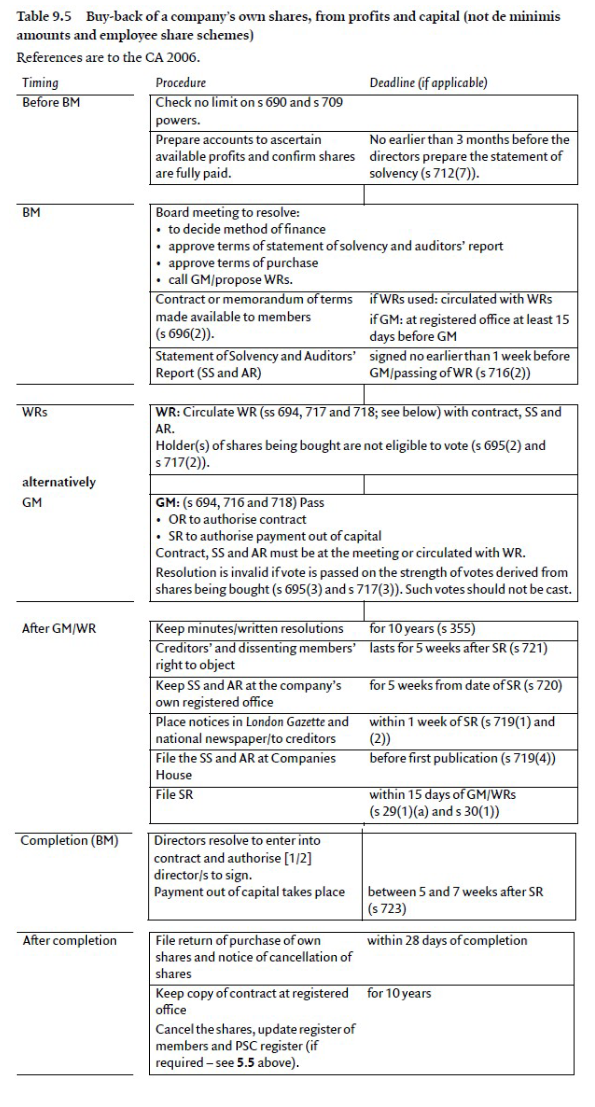 Table 9.5 Buy-back of a company’s own shares, from profits and capital (not de minimis
amounts and employee share schemes)
References are to the CA 2006.
Timing Procedure Deadline (if applicable)
Before BM Check no limit on s 690 and s 709
powers.
Prepare accounts to ascertain No earlier than 3 months before the
available profits and confirm shares directors prepare the statement of
are fully paid. solvency (s 712(7)).
BM Board meeting to resolve:
• to decide method of finance
• approve terms of statement of solvency and auditors’ report
• approve terms of purchase
• call GM/propose WRs.
Contract or memorandum of terms if WRs used: circulated with WRs
made available to members if GM: at registered office at least 15
(s 696(2)). days before GM
Statement of Solvency and Auditors’ signed no earlier than 1 week before
Report (SS and AR) GM/passing of WR (s 716(2))
WRs WR: Circulate WR (ss 694, 717 and 718; see below) with contract, SS and
AR.
Holder(s) of shares being bought are not eligible to vote (s 695(2) and
s 717(2)).
alternatively
GM GM: (s 694, 716 and 718) Pass
• OR to authorise contract
• SR to authorise payment out of capital
Contract, SS and AR must be at the meeting or circulated with WR.
Resolution is invalid if vote is passed on the strength of votes derived from
shares being bought (s 695(3) and s 717(3)). Such votes should not be cast.
After GM/WR Keep minutes/written resolutions for 10 years (s 355)
Creditors’ and dissenting members’ lasts for 5 weeks after SR (s 721)
right to object
Keep SS and AR at the company’s for 5 weeks from date of SR (s 720)
own registered office
Place notices in London Gazette and within 1 week of SR (s 719(1) and
national newspaper/to creditors (2))
File the SS and AR at Companies before first publication (s 719(4))
House
File SR within 15 days of GM/WRs
(s 29(1)(a) and s 30(1))
Completion (BM) Directors resolve to enter into
contract and authorise [1/2]
director/s to sign.
Payment out of capital takes place between 5 and 7 weeks after SR
(s 723)
After completion File return of purchase of own within 28 days of completion
shares and notice of cancellation of
shares
Keep copy of contract at registered for 10 years
office
Cancel the shares, update register of
members and PSC register (if
required – see 5.5 above).